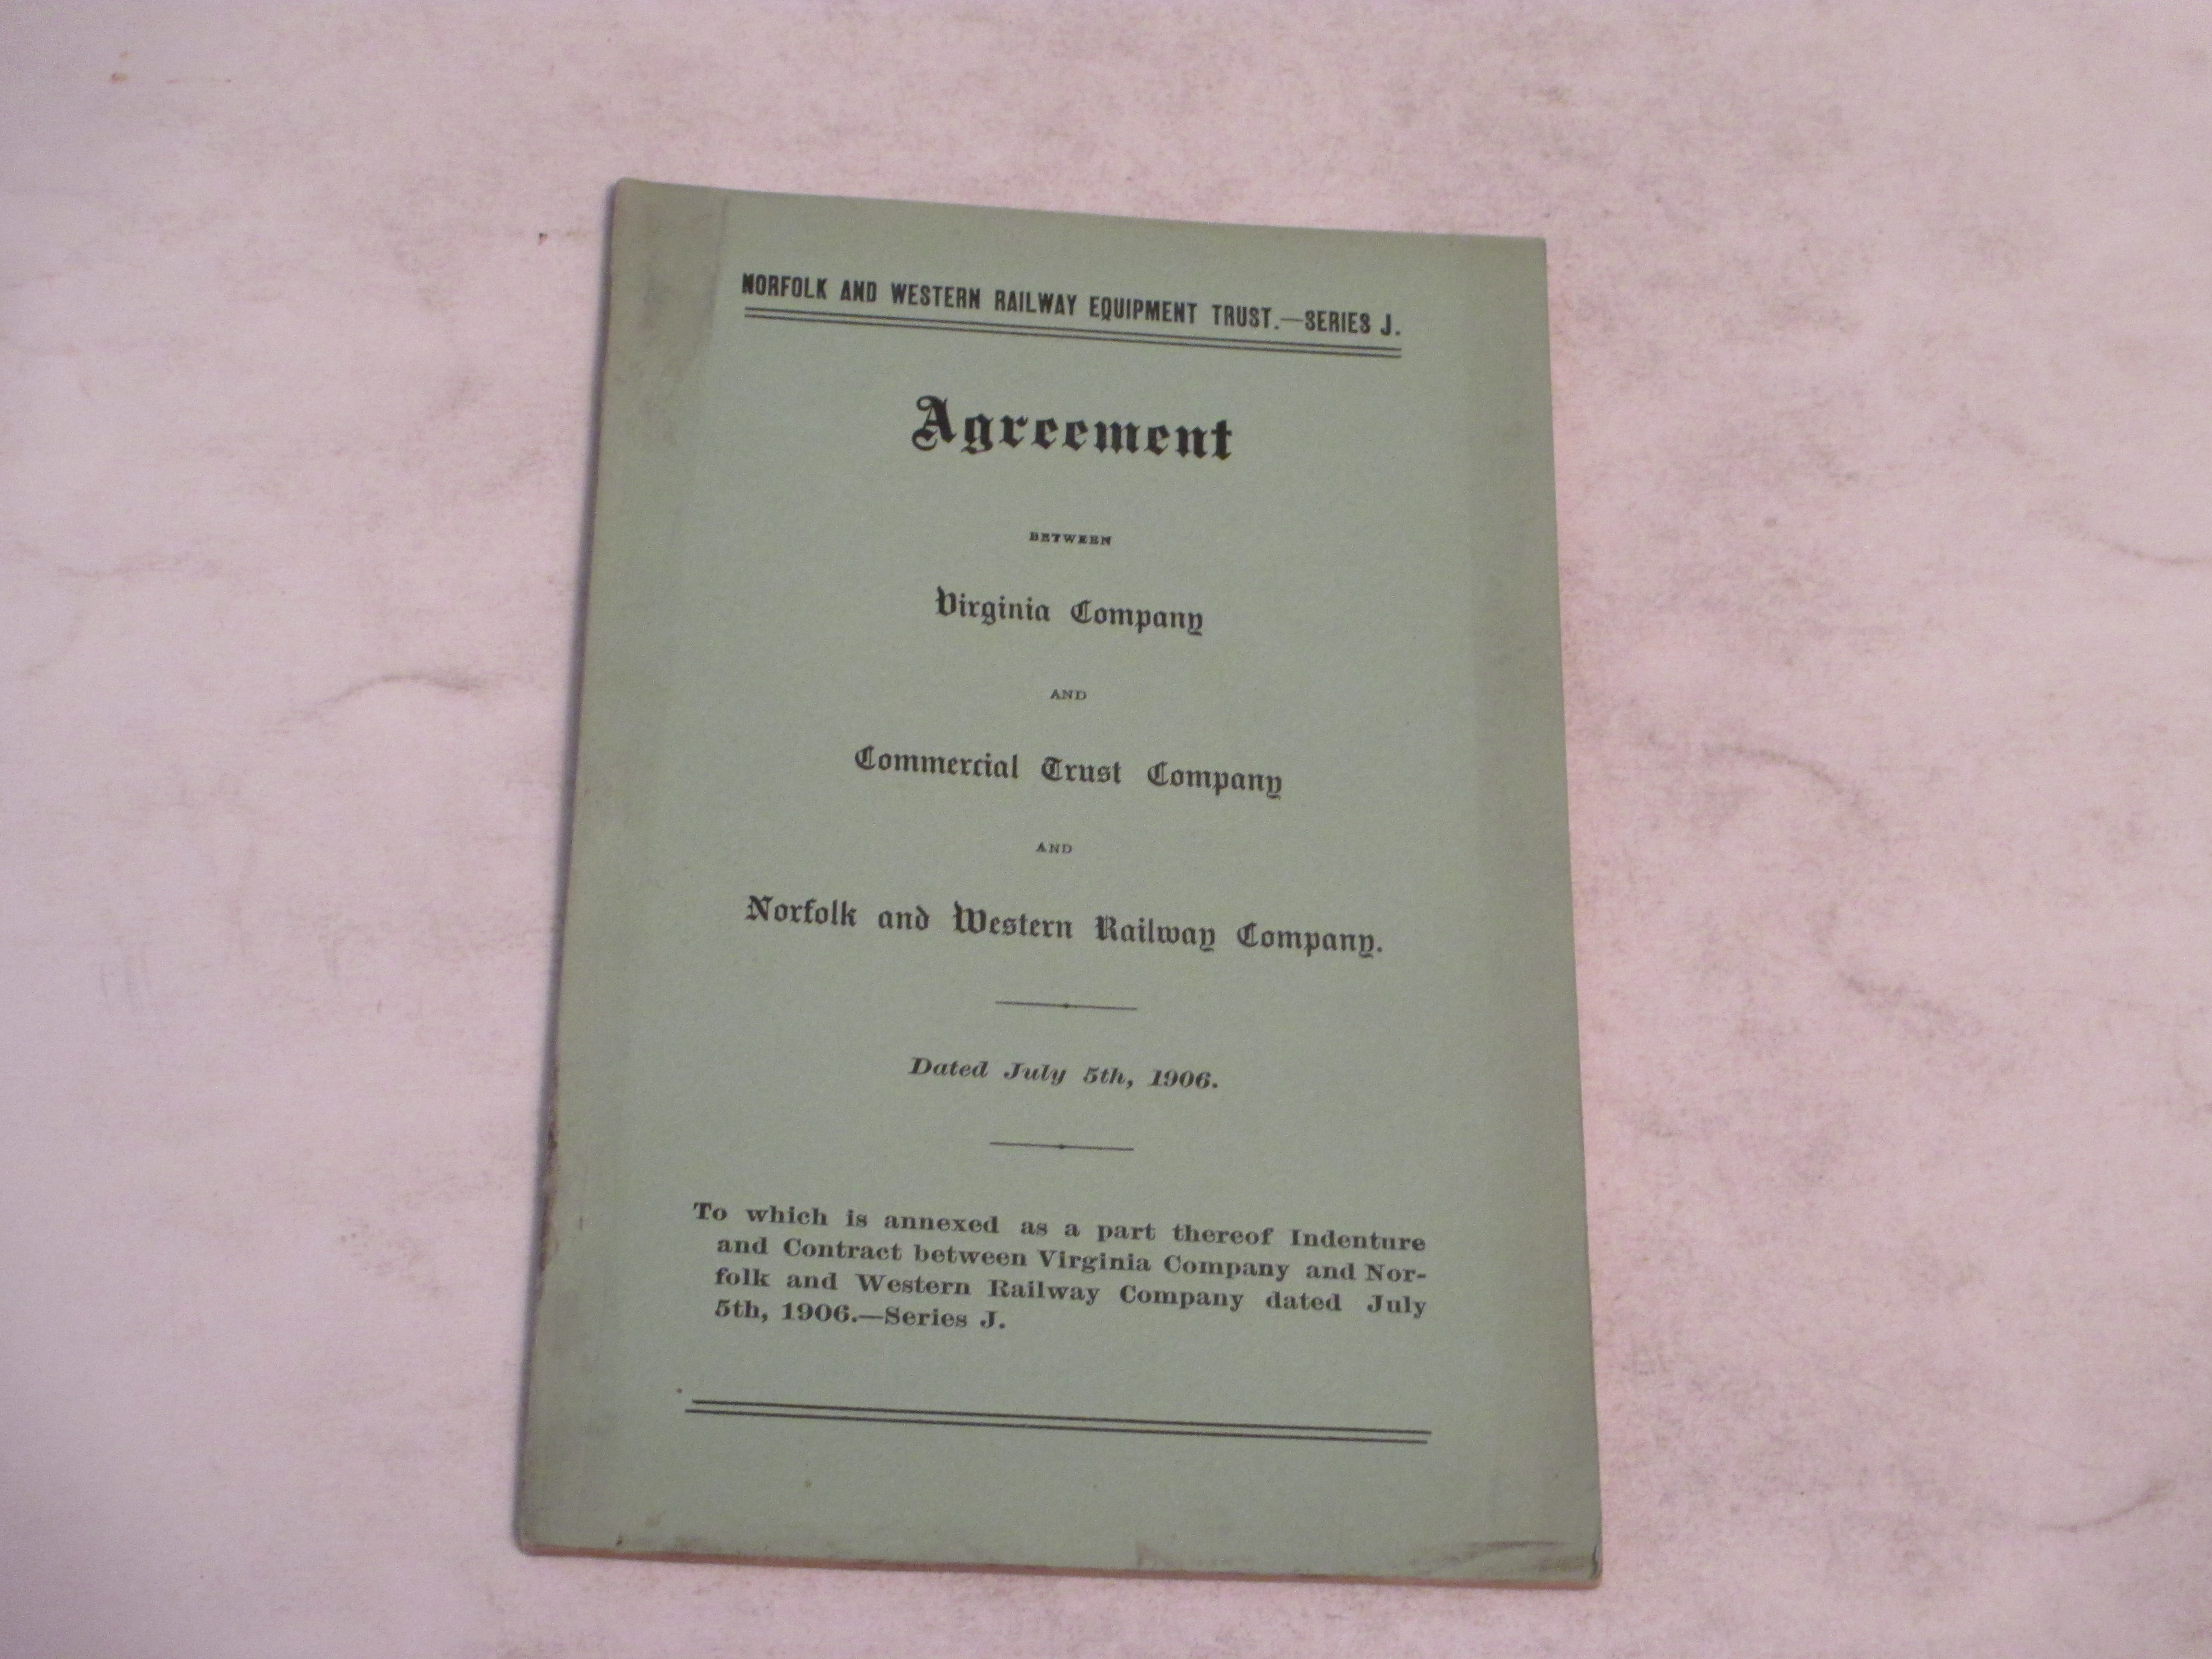 NORFOLK AND WESTERN RAILWAY EQUIPMENT TRUST.—SERIES J.
Agreement
BETWEEN
Virginia Company
AND
Commercial Trust Company
AND
Norfolk and Western Railway Company.
Dated July 5th, 1906.
To which is annexed as a part thereof Indenture
and Contract between Virginia Company and Nor-
folk and Western Railway Company dated July
5th, 1906.—Series J.